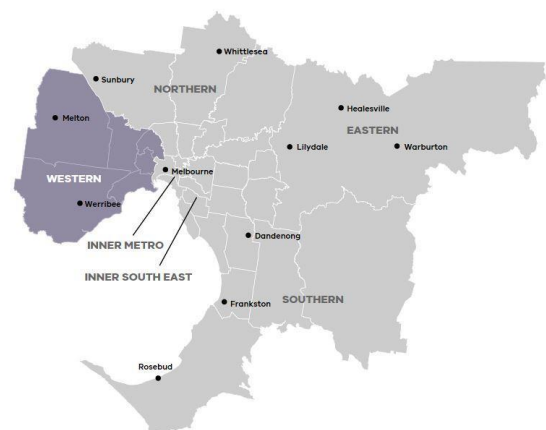 Whittlesea
Sunbury
NORTHERN
Healesville
Melton
EASTERN
Lilydale
Warburton
Melbourne
WESTERN
Werribee
INNER METRO
Dandenong
INNER SOUTH EAST
SOUTHERN
Frankston
Rosebud